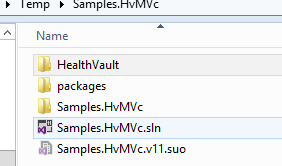 Temp ▸ Samples.HvMVc
Name
HealthVault
packages
Samples.HvMVc
Samples.HvMVc.sln
Samples.HvMVc.v11.suo